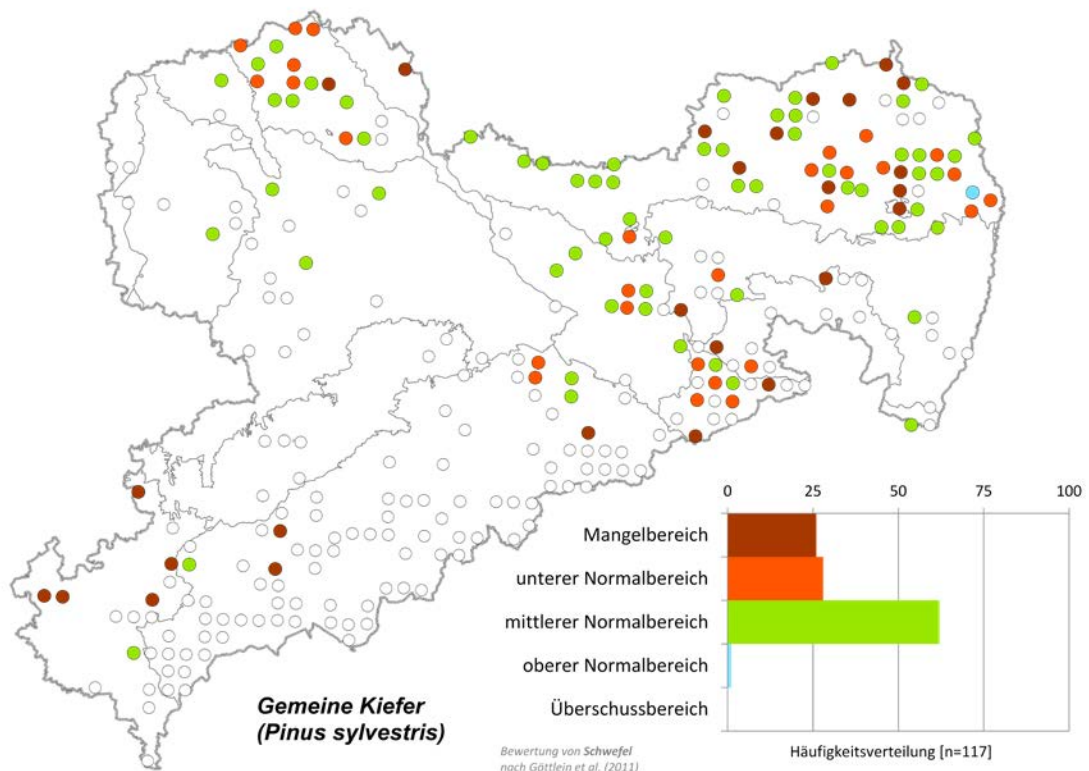 0 25 50 75 100
Mangelbereich
unterer Normalbereich
mittlerer Normalbereich
oberer Normalbereich
Überschussbereich
Gemeine Kiefer
(Pinus sylvestris)
Bewertung von Schwefel
nach Göttlein et al. (2011)
Häufigkeitsverteilung [n=117]